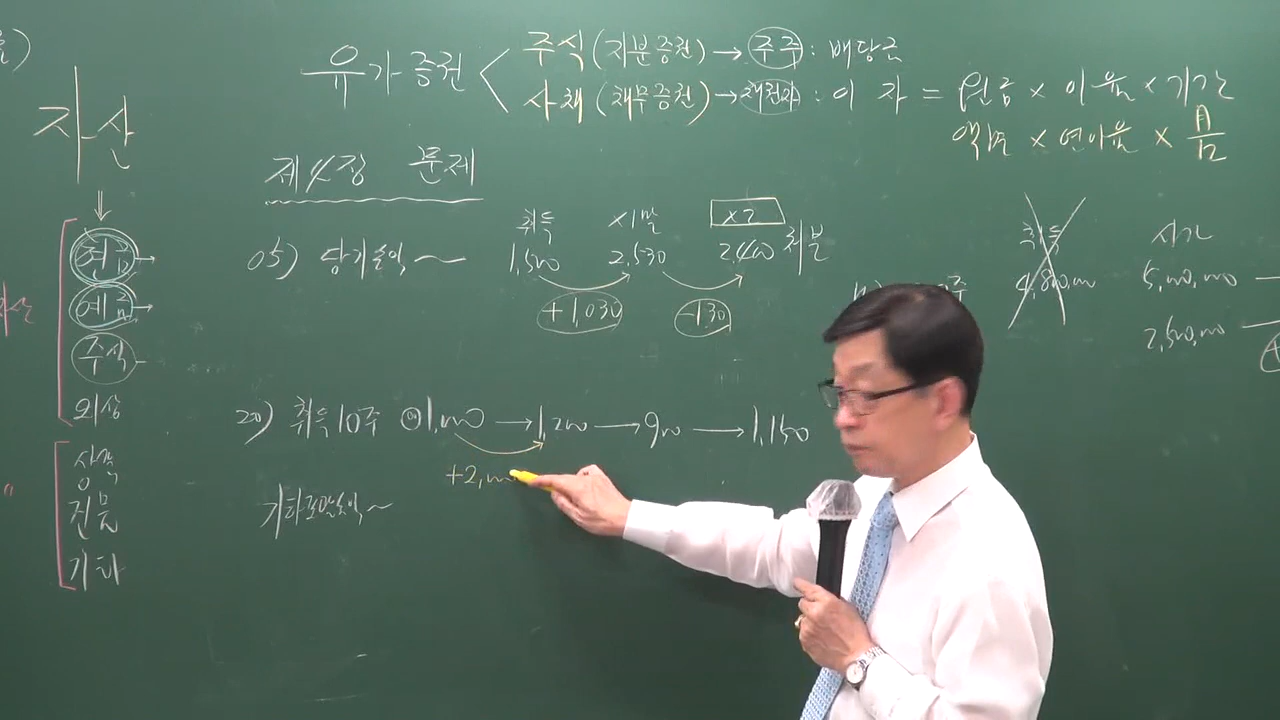 유가증권
주식 (지분증권) → 주주 : 배당금
사채 (채무증권) → 채권자 : 이 자 = 원금 × 이율 × 기간
액면 × 연이율 × 月/12
자산
⇓
현금
예금
주식
외상
상품
건물
기타
제4장 문제
취득 ×1말 ×2
05) 당기손익~ 1,500 2,530 2,400 처분
+1,030 -130
20) 취득 10주 @1,000 → 1,200 → 900 → 1,150
+2,000
기타포괄손익~
취득 시가
4,800,000 5,000,000
2,500,000